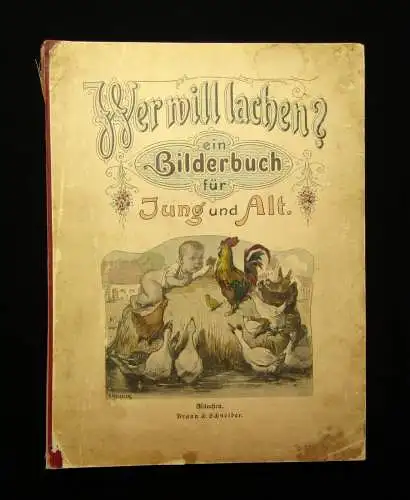 Wer will lachen?
ein
Bilderbuch
für
Jung und Alt.
München.
Braun & Schneider.